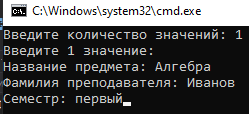 C:\Windows\system32\cmd.exe
Введите количество значений: 1
Введите 1 значение:
Название предмета: Алгебра
Фамилия преподавателя: Иванов
Семестр: первый